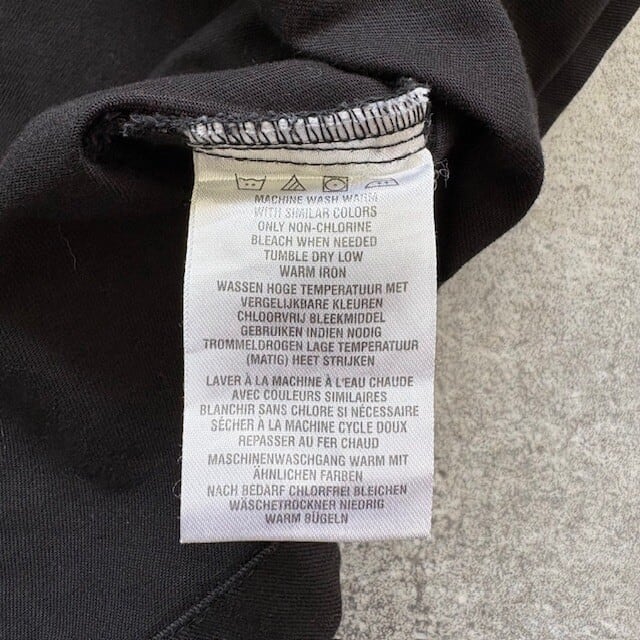 MACHINE WASH WARM
WITH SIMILAR COLORS
ONLY NON-CHLORINE
BLEACH WHEN NEEDED
TUMBLE DRY LOW
WARM IRON
WASSEN HOGE TEMPERATUUR MET
VERGELIJKBARE KLEUREN
CHLOORVRIJ BLEEKMIDDEL
GEBRUIKEN INDIEN NODIG
TROMMELDROGEN LAGE TEMPERATUUR
(MATIG) HEET STRIJKEN
LAVER À LA MACHINE À L'EAU CHAUDE
AVEC COULEURS SIMILAIRES
BLANCHIR SANS CHLORE SI NÉCESSAIRE
SÉCHER À LA MACHINE CYCLE DOUX
REPASSER AU FER CHAUD
MASCHINENWASCHGANG WARM MIT
ÄHNLICHEN FARBEN
NACH BEDARF CHLORFREI BLEICHEN
WÄSCHETROCKNER NIEDRIG
WARM BÜGELN